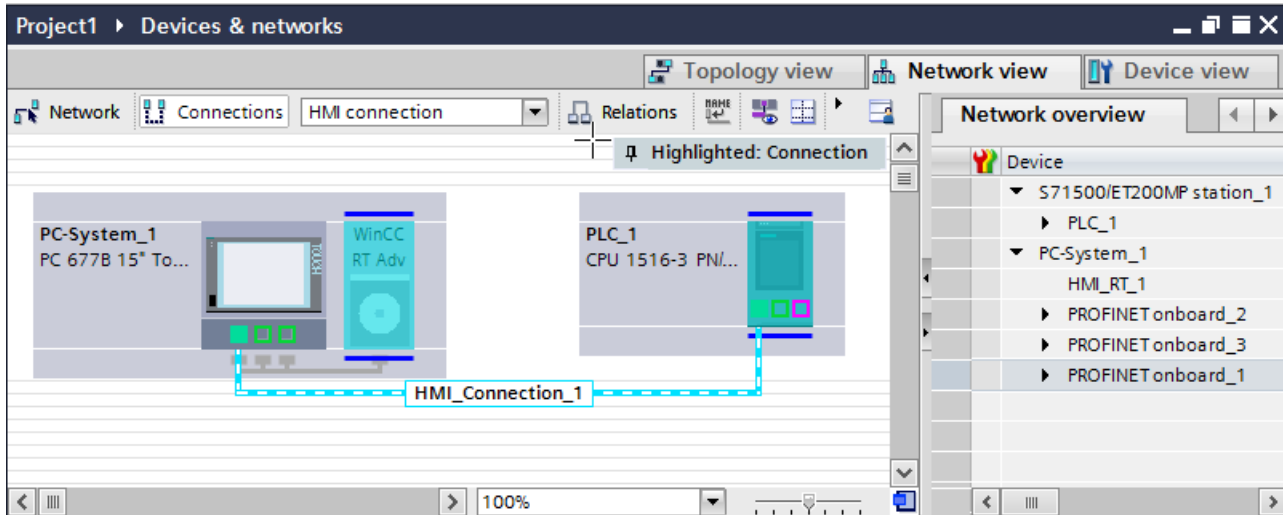 Project1 ▸ Devices & networks
Topology view
Network view
Device view
Network
Connections
HMI connection
Relations
Network overview
Highlighted: Connection
Device
S71500/ET200MP station_1
PLC_1
PC-System_1
HMI_RT_1
PROFINET onboard_2
PROFINET onboard_3
PROFINET onboard_1
PC-System_1
PC 677B 15" To...
TOUCH
WinCC
RT Adv
PLC_1
CPU 1516-3 PN/...
HMI_Connection_1
100%